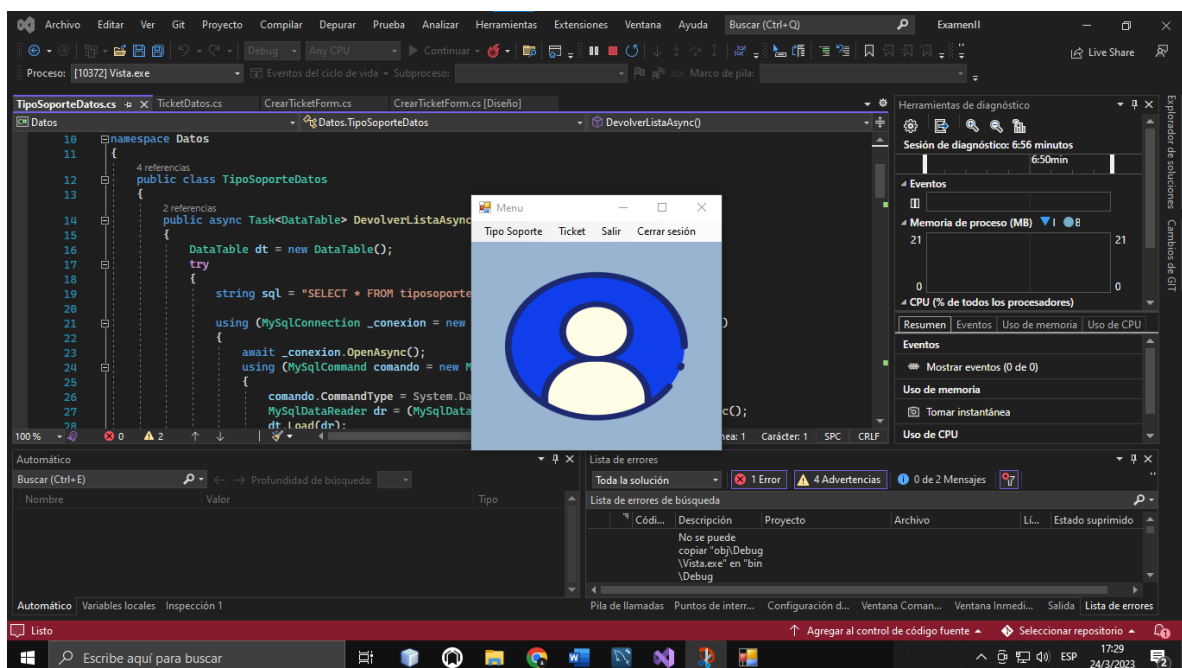 Archivo Editar Ver Git Proyecto Compilar Depurar Prueba Analizar Herramientas Extensiones Ventana Ayuda Buscar (Ctrl+Q) ExamenII
Debug Any CPU Continuar Live Share
Proceso: [10372] Vista.exe Eventos del ciclo de vida Subproceso: Marco de pila:
TipoSoporteDatos.cs TicketDatos.cs CrearTicketForm.cs CrearTicketForm.cs [Diseño]
Datos Datos.TipoSoporteDatos DevolverListaAsync()
10 namespace Datos
11 {
4 referencias
12 public class TipoSoporteDatos
13 {
2 referencias
14 public async Task<DataTable> DevolverListaAsync
15 {
16 DataTable dt = new DataTable();
17 try
18 {
19 string sql = "SELECT * FROM tiposoporte
20
21 using (MySqlConnection _conexion = new )
22 {
23 await _conexion.OpenAsync();
24 using (MySqlCommand comando = new M
25 {
26 comando.CommandType = System.Da
27 MySqlDataReader dr = (MySqlData c();
28 dt.Load(dr);
100 % 0 2 nea: 1 Carácter: 1 SPC CRLF
Menu
Tipo Soporte Ticket Salir Cerrar sesión
Herramientas de diagnóstico
Sesión de diagnóstico: 6:56 minutos
6:50min
Eventos
Memoria de proceso (MB) I B
21 21
0 0
CPU (% de todos los procesadores)
Resumen Eventos Uso de memoria Uso de CPU
Eventos
Mostrar eventos (0 de 0)
Uso de memoria
Tomar instantánea
Uso de CPU
Explorador de soluciones
Cambios de GIT
Automático
Buscar (Ctrl+E) Profundidad de búsqueda:
Nombre Valor Tipo
Automático Variables locales Inspección 1
Lista de errores
Toda la solución 1 Error 4 Advertencias 0 de 2 Mensajes
Lista de errores de búsqueda
Códi... Descripción Proyecto Archivo Lí... Estado suprimido
No se puede
copiar "obj\Debug
\Vista.exe" en "bin
\Debug
Pila de llamadas Puntos de interr... Configuración d... Ventana Coman... Ventana Inmedi... Salida Lista de errores
Listo Agregar al control de código fuente Seleccionar repositorio
Escribe aquí para buscar ESP 17:29
24/3/2023